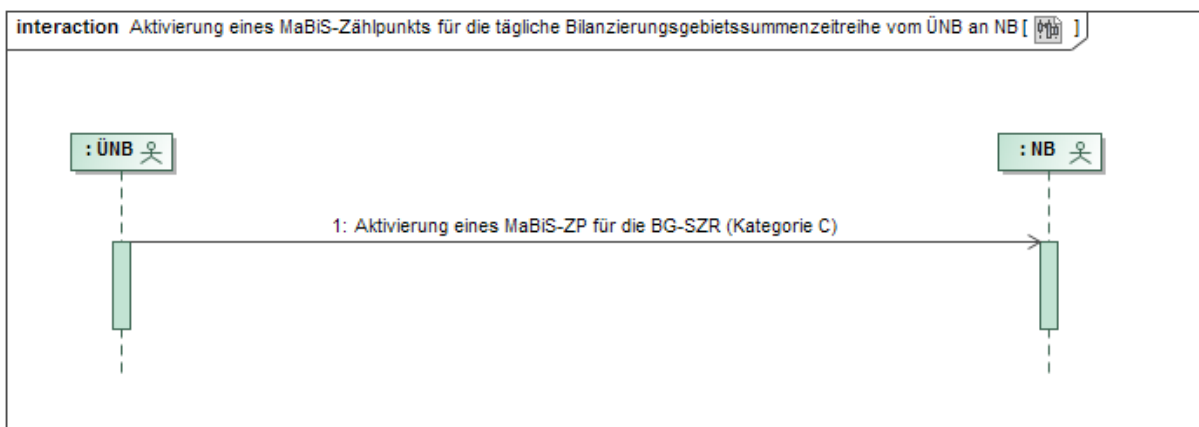 interaction Aktivierung eines MaBiS-Zählpunkts für die tägliche Bilanzierungsgebietssummenzeitreihe vom ÜNB an NB [ ]
: ÜNB
: NB
1: Aktivierung eines MaBiS-ZP für die BG-SZR (Kategorie C)